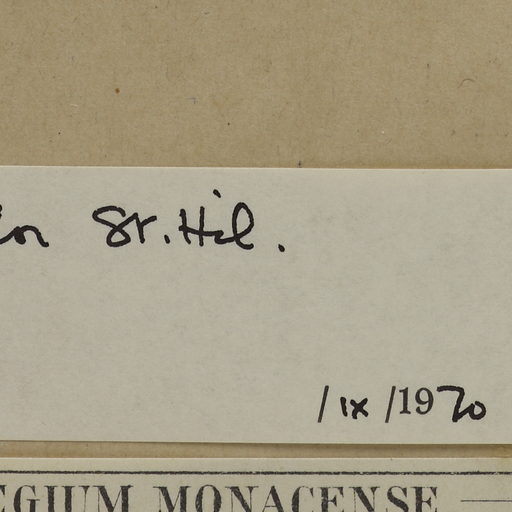 St. Hil.
/ix/1970
EGIUM MONACENSE